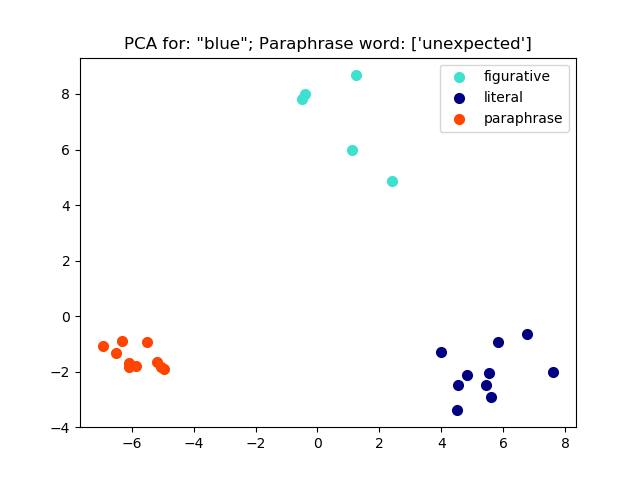 PCA for: "blue"; Paraphrase word: ['unexpected']
figurative
literal
paraphrase
8
6
4
2
0
−2
−4
−6 −4 −2 0 2 4 6 8